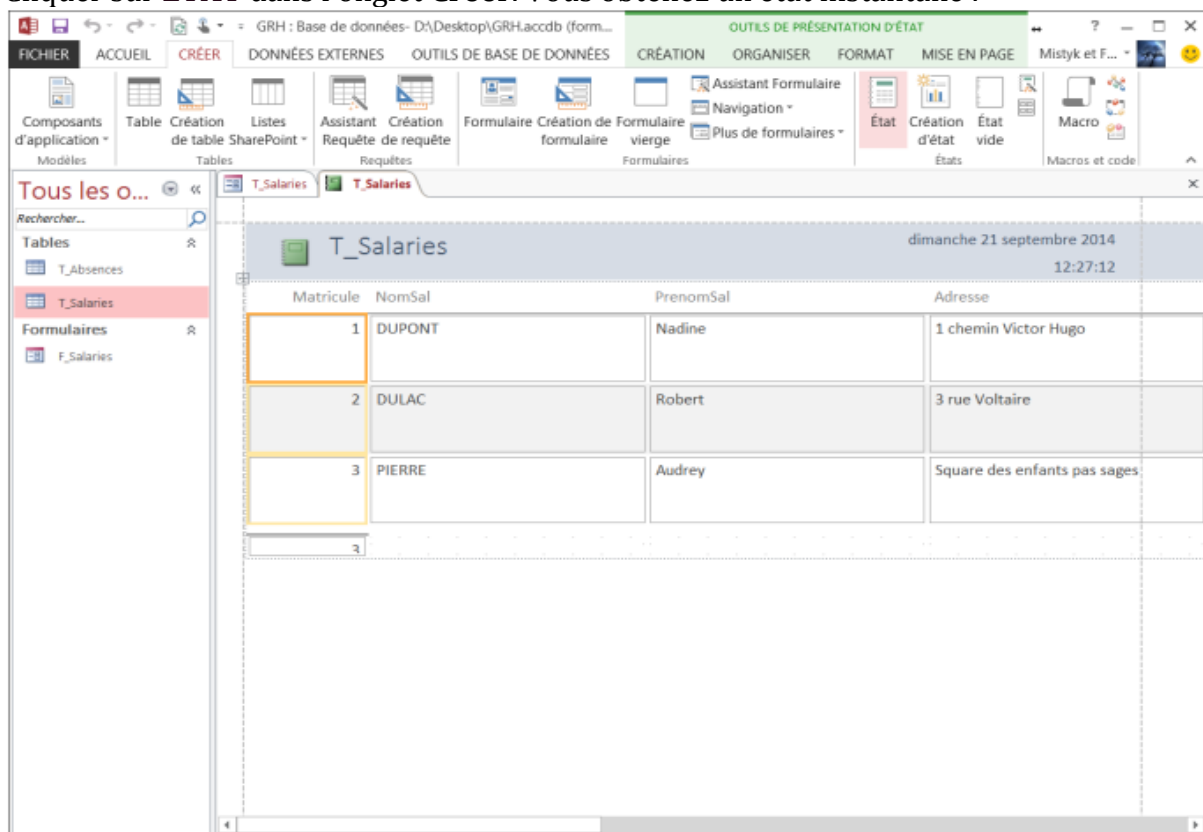 GRH : Base de données- D:\Desktop\GRH.accdb (form...
OUTILS DE PRÉSENTATION D'ÉTAT
?
FICHIER ACCUEIL CRÉER DONNÉES EXTERNES OUTILS DE BASE DE DONNÉES CRÉATION ORGANISER FORMAT MISE EN PAGE Mistyk et F...
Composants d'application
Table
Création de table
Listes SharePoint
Assistant Requête
Création de requête
Formulaire
Création de formulaire
Formulaire vierge
Assistant Formulaire
Navigation
Plus de formulaires
État
Création d'état
État vide
Macro
Modèles Tables Requêtes Formulaires États Macros et code
Tous les o... «
Rechercher...
Tables
T_Absences
T_Salaries
Formulaires
F_Salaries
T_Salaries T_Salaries
T_Salaries
dimanche 21 septembre 2014
12:27:12
Matricule NomSal PrenomSal Adresse
1 DUPONT Nadine 1 chemin Victor Hugo
2 DULAC Robert 3 rue Voltaire
3 PIERRE Audrey Square des enfants pas sages
3